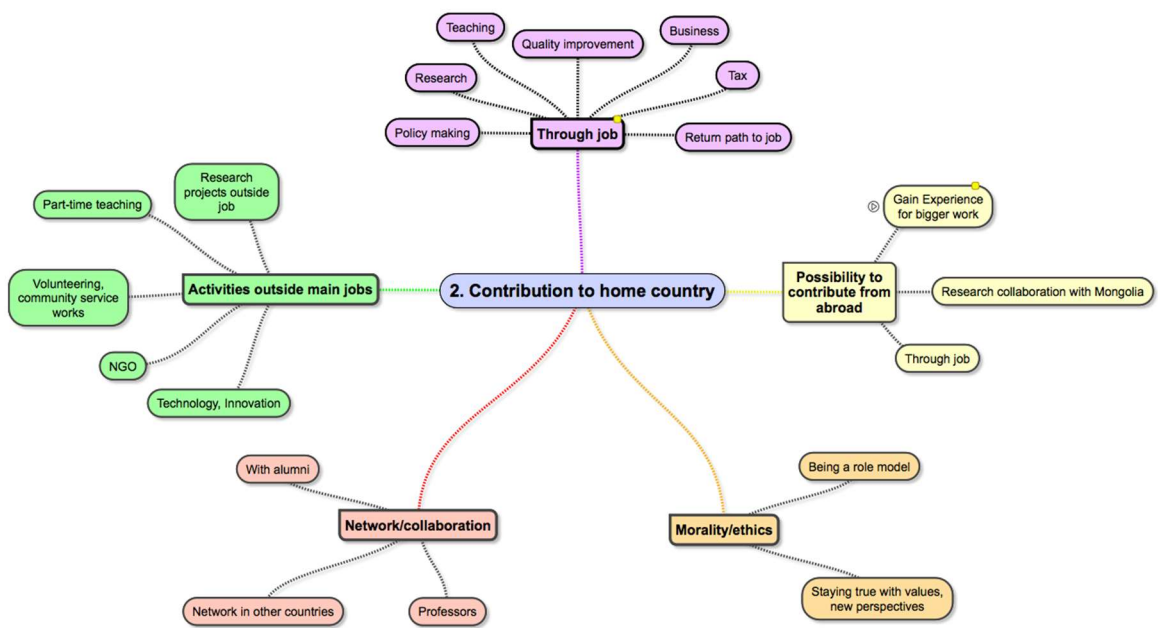 Teaching
Business
Quality improvement
Research
Tax
Policy making
Through job
Return path to job
Research
projects outside
job
Part-time teaching
Gain Experience
for bigger work
Volunteering,
community service
works
Activities outside main jobs
2. Contribution to home country
Possibility to
contribute from
abroad
Research collaboration with Mongolia
NGO
Through job
Technology, Innovation
With alumni
Being a role model
Network/collaboration
Morality/ethics
Network in other countries
Professors
Staying true with values,
new perspectives